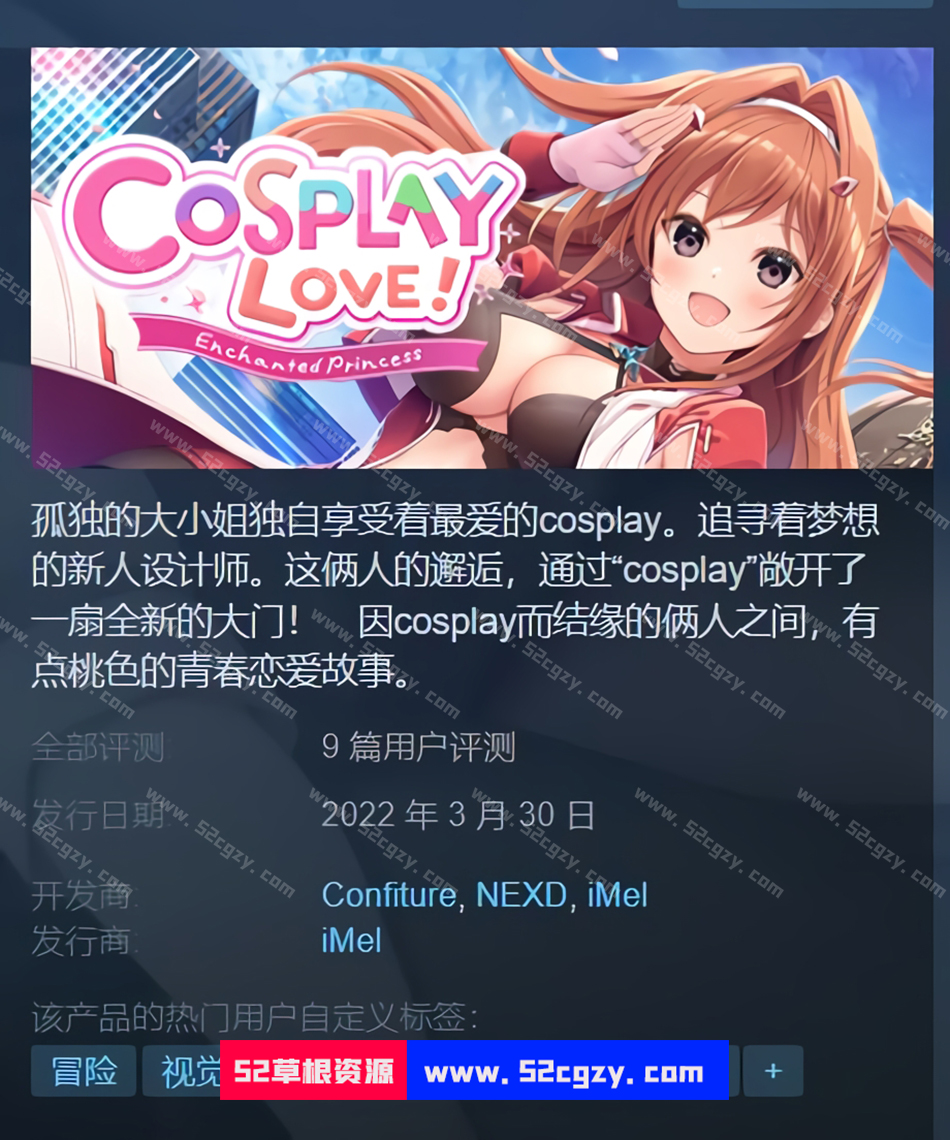 COSPLAY
LOVE!
Enchanted Princess
孤独的大小姐独自享受着最爱的cosplay。追寻着梦想
的新人设计师。这俩人的邂逅，通过“cosplay”敞开了
一扇全新的大门！ 因cosplay而结缘的俩人之间，有
点桃色的青春恋爱故事。
全部评测: 9 篇用户评测
发行日期: 2022 年 3 月 30 日
开发商: Confiture, NEXD, iMel
发行商: iMel
该产品的热门用户自定义标签：
冒险 视觉 +
52草根资源 www.52cgzy.com